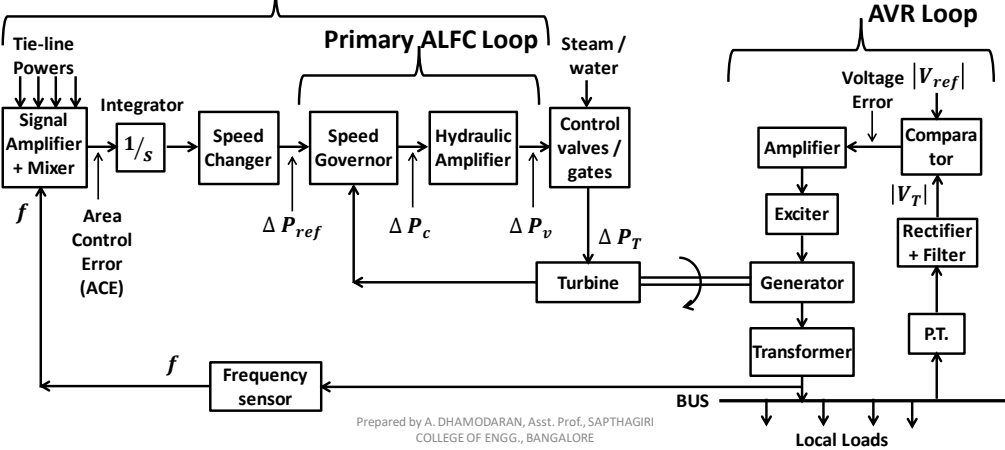 AVR Loop
Primary ALFC Loop
Tie-line
Powers
Steam /
water
Voltage
Error
|V_ref|
Integrator
Signal
Amplifier
+ Mixer
1/s
Speed
Changer
Speed
Governor
Hydraulic
Amplifier
Control
valves /
gates
Amplifier
Compara
tor
f
Area
Control
Error
(ACE)
Δ P_ref
Δ P_c
Δ P_v
Δ P_T
|V_T|
Exciter
Rectifier
+ Filter
Turbine
Generator
P.T.
Transformer
f
Frequency
sensor
BUS
Local Loads
Prepared by A. DHAMODARAN, Asst. Prof., SAPTHAGIRI
COLLEGE OF ENGG., BANGALORE